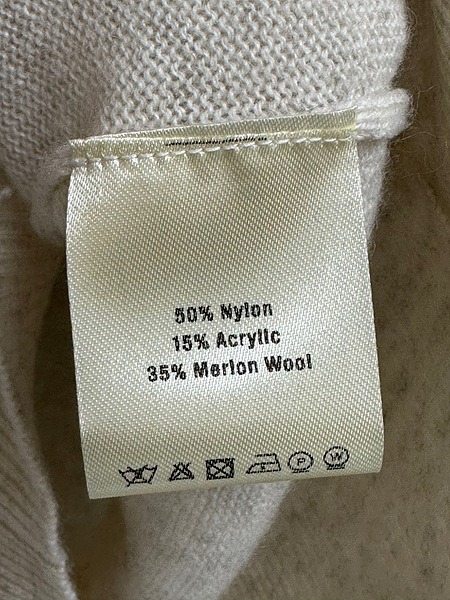 50% Nylon
15% Acrylic
35% Merlon Wool
P W